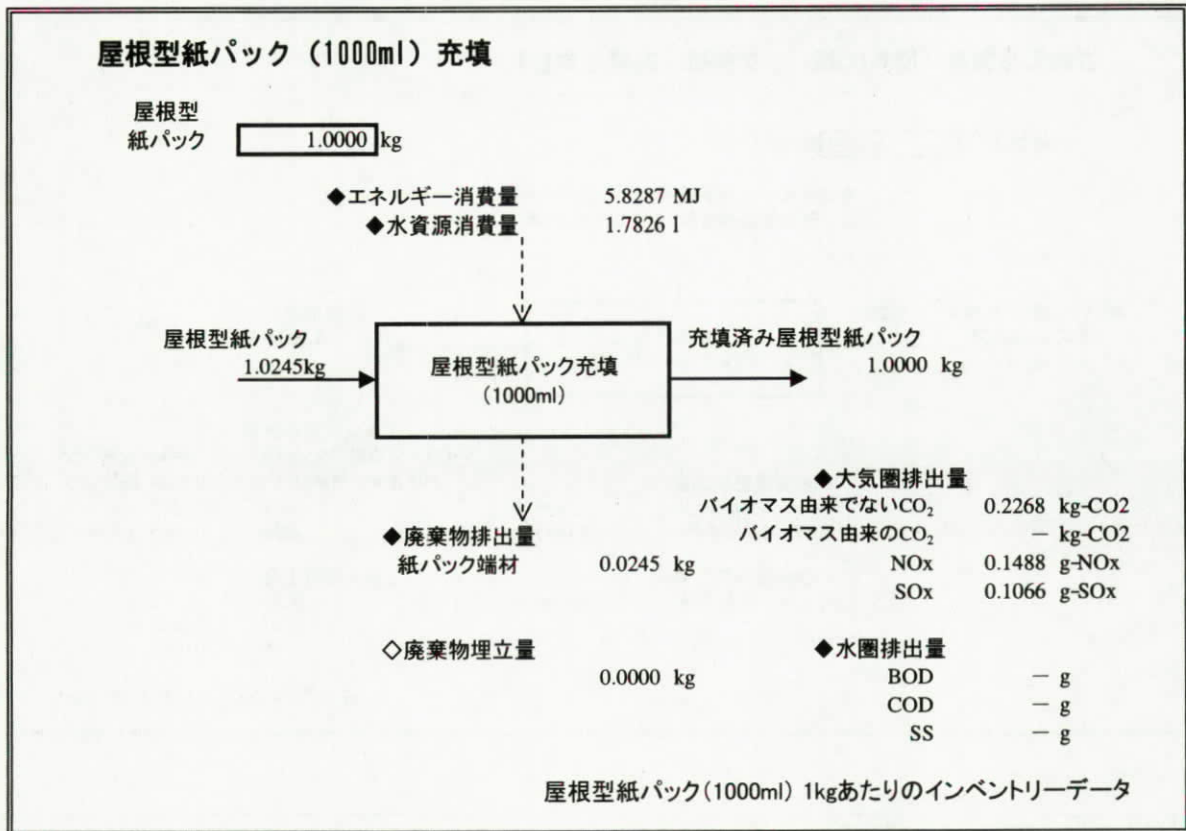 屋根型紙パック（1000ml）充填
屋根型
紙パック 1.0000 kg
◆エネルギー消費量 5.8287 MJ
◆水資源消費量 1.7826 l
屋根型紙パック
1.0245kg
屋根型紙パック充填
(1000ml)
充填済み屋根型紙パック
1.0000 kg
◆大気圏排出量
バイオマス由来でないCO₂ 0.2268 kg-CO2
バイオマス由来のCO₂ － kg-CO2
NOx 0.1488 g-NOx
SOx 0.1066 g-SOx
◆廃棄物排出量
紙パック端材 0.0245 kg
◇廃棄物埋立量
0.0000 kg
◆水圏排出量
BOD － g
COD － g
SS － g
屋根型紙パック(1000ml) 1kgあたりのインベントリーデータ